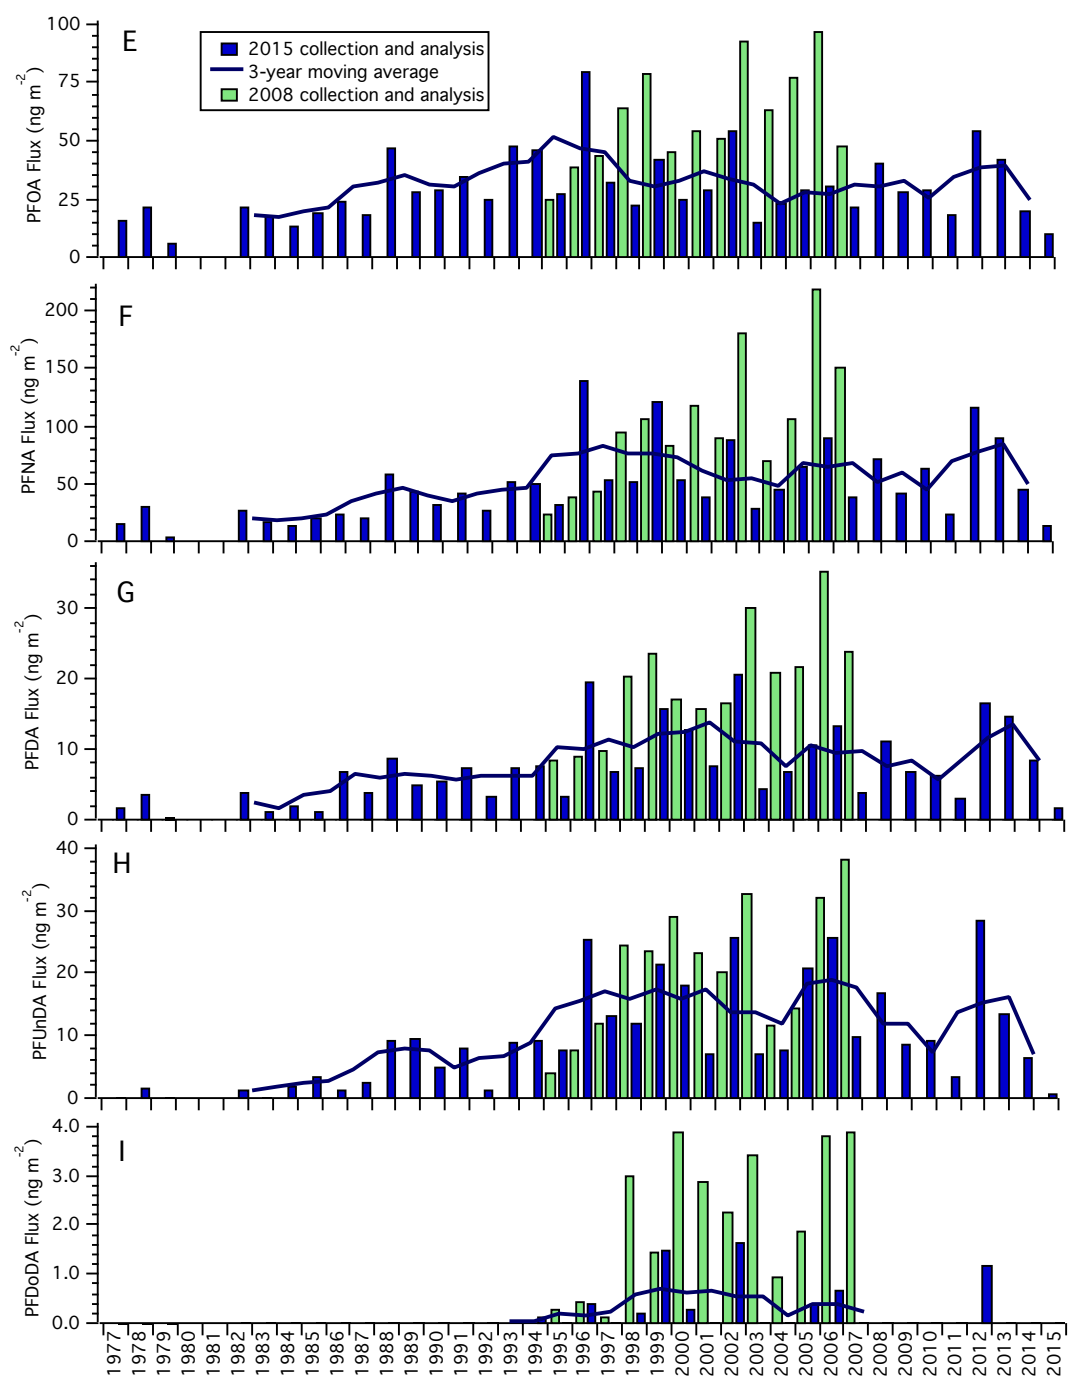 E
2015 collection and analysis
3-year moving average
2008 collection and analysis
PFOA Flux (ng m-2)
100
75
50
25
0
F
PFNA Flux (ng m-2)
200
150
100
50
0
G
PFDA Flux (ng m-2)
30
20
10
0
H
PFUnDA Flux (ng m-2)
40
30
20
10
0
I
PFDoDA Flux (ng m-2)
4.0
3.0
2.0
1.0
0.0
1977 1978 1979 1980 1981 1982 1983 1984 1985 1986 1987 1988 1989 1990 1991 1992 1993 1994 1995 1996 1997 1998 1999 2000 2001 2002 2003 2004 2005 2006 2007 2008 2009 2010 2011 2012 2013 2014 2015